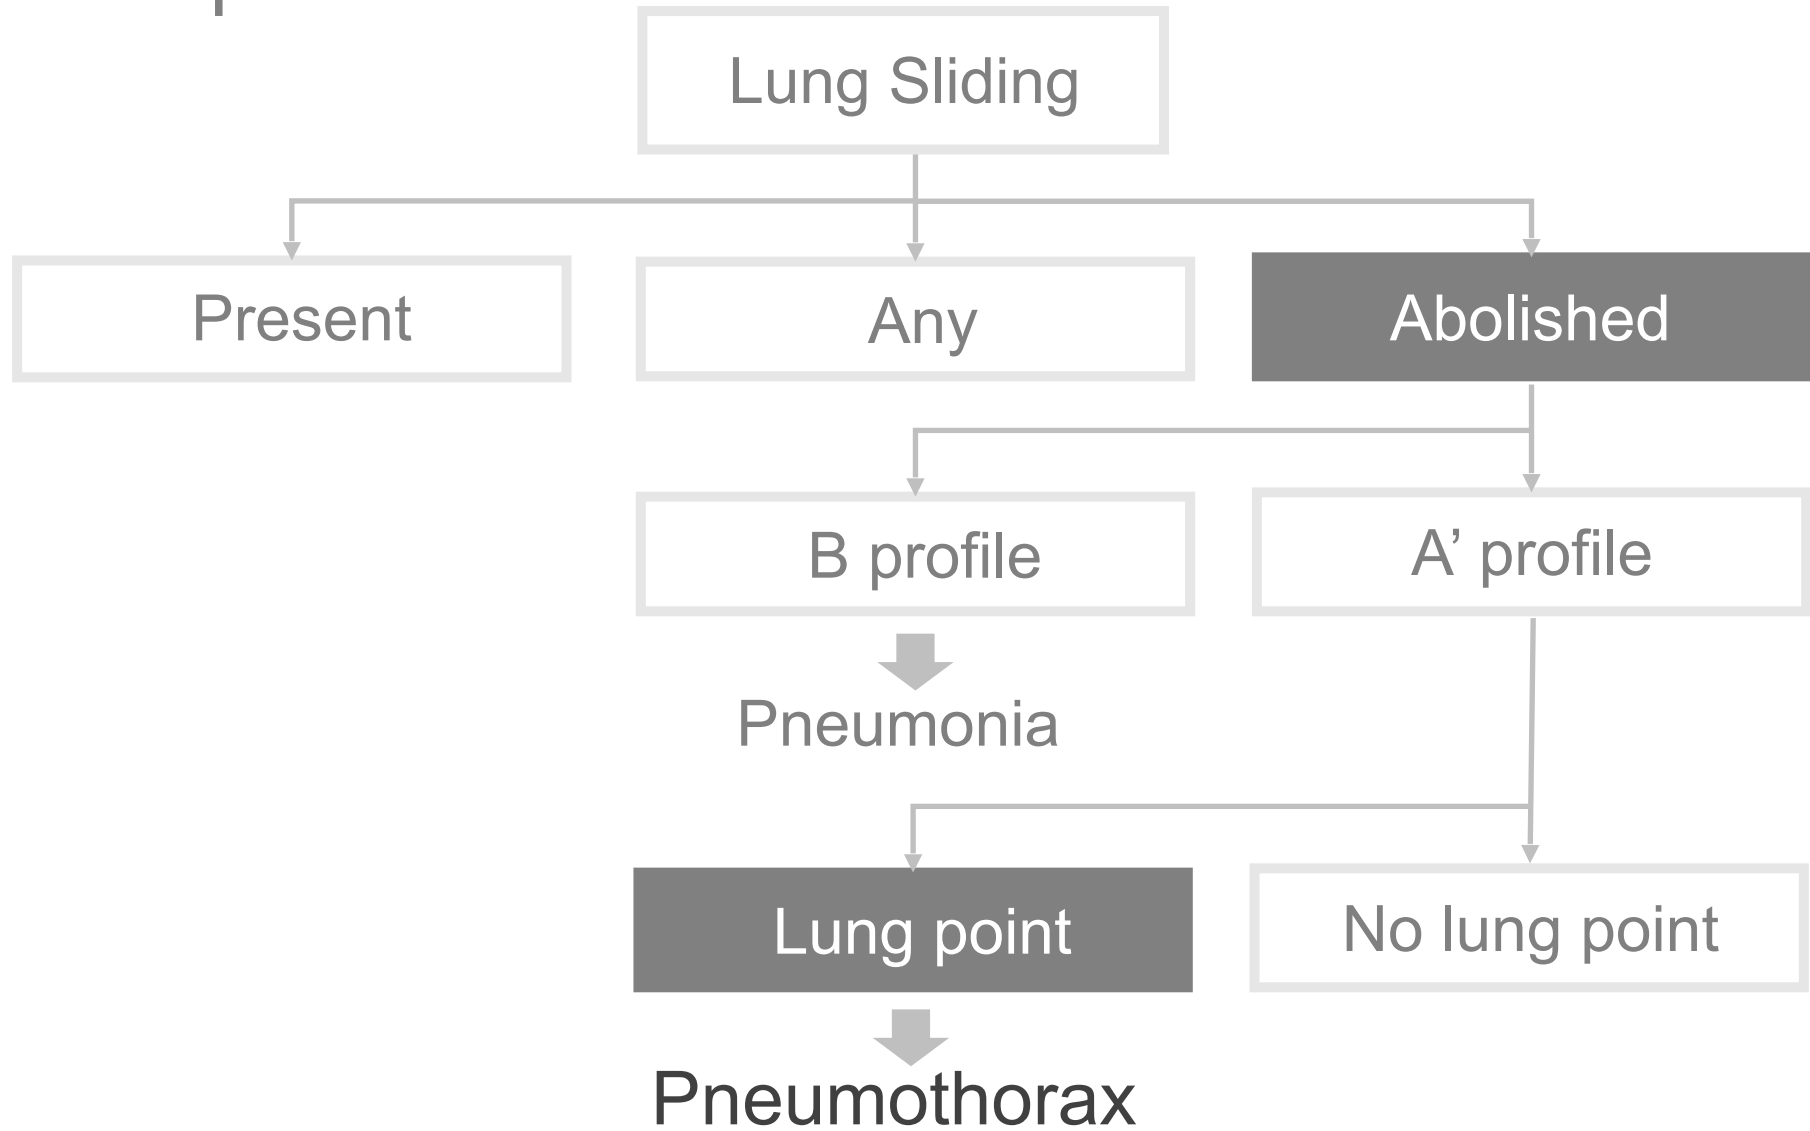 Lung Sliding
Present
Any
Abolished
B profile
A’ profile
Pneumonia
Lung point
No lung point
Pneumothorax